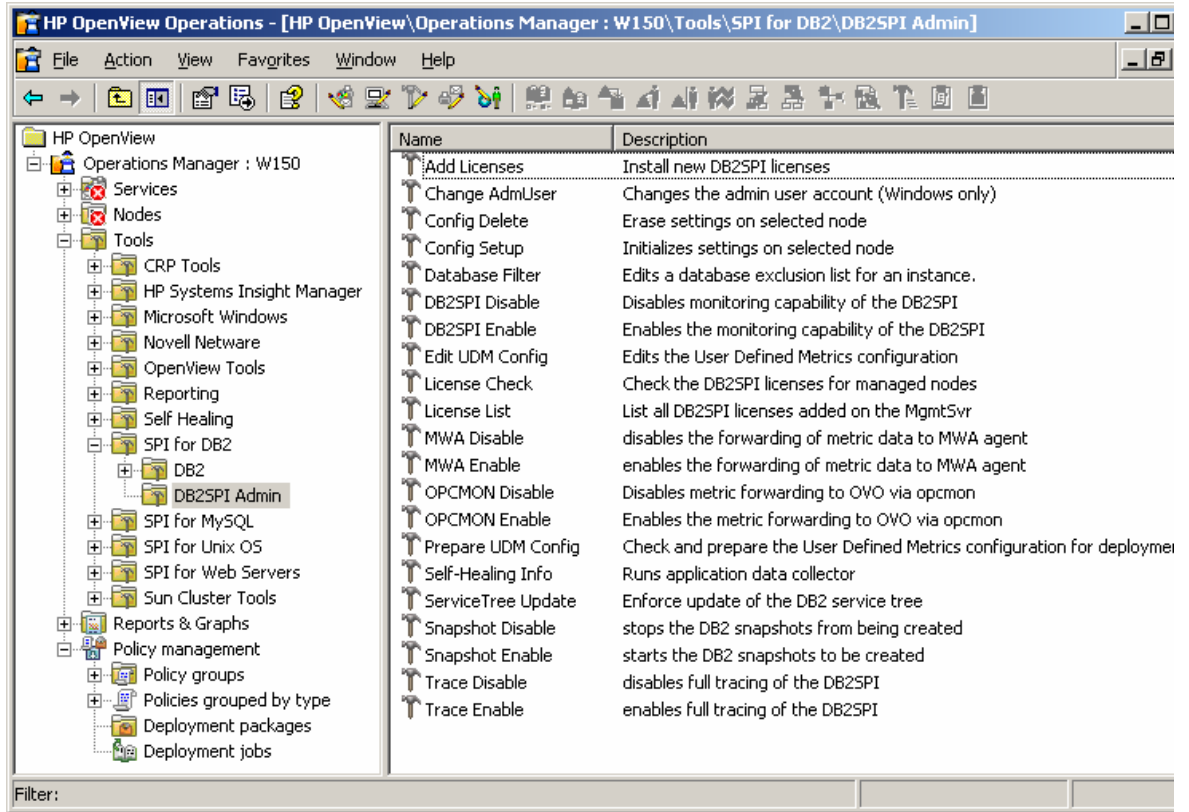 HP OpenView Operations - [HP OpenView\Operations Manager : W150\Tools\SPI for DB2\DB2SPI Admin]
File Action View Favorites Window Help
HP OpenView
Operations Manager : W150
Services
Nodes
Tools
CRP Tools
HP Systems Insight Manager
Microsoft Windows
Novell Netware
OpenView Tools
Reporting
Self Healing
SPI for DB2
DB2
DB2SPI Admin
SPI for MySQL
SPI for Unix OS
SPI for Web Servers
Sun Cluster Tools
Reports & Graphs
Policy management
Policy groups
Policies grouped by type
Deployment packages
Deployment jobs
Name Description
Add Licenses Install new DB2SPI licenses
Change AdmUser Changes the admin user account (Windows only)
Config Delete Erase settings on selected node
Config Setup Initializes settings on selected node
Database Filter Edits a database exclusion list for an instance.
DB2SPI Disable Disables monitoring capability of the DB2SPI
DB2SPI Enable Enables the monitoring capability of the DB2SPI
Edit UDM Config Edits the User Defined Metrics configuration
License Check Check the DB2SPI licenses for managed nodes
License List List all DB2SPI licenses added on the MgmtSvr
MWA Disable disables the forwarding of metric data to MWA agent
MWA Enable enables the forwarding of metric data to MWA agent
OPCMON Disable Disables metric forwarding to OVO via opcmon
OPCMON Enable Enables the metric forwarding to OVO via opcmon
Prepare UDM Config Check and prepare the User Defined Metrics configuration for deployme
Self-Healing Info Runs application data collector
ServiceTree Update Enforce update of the DB2 service tree
Snapshot Disable stops the DB2 snapshots from being created
Snapshot Enable starts the DB2 snapshots to be created
Trace Disable disables full tracing of the DB2SPI
Trace Enable enables full tracing of the DB2SPI
Filter: